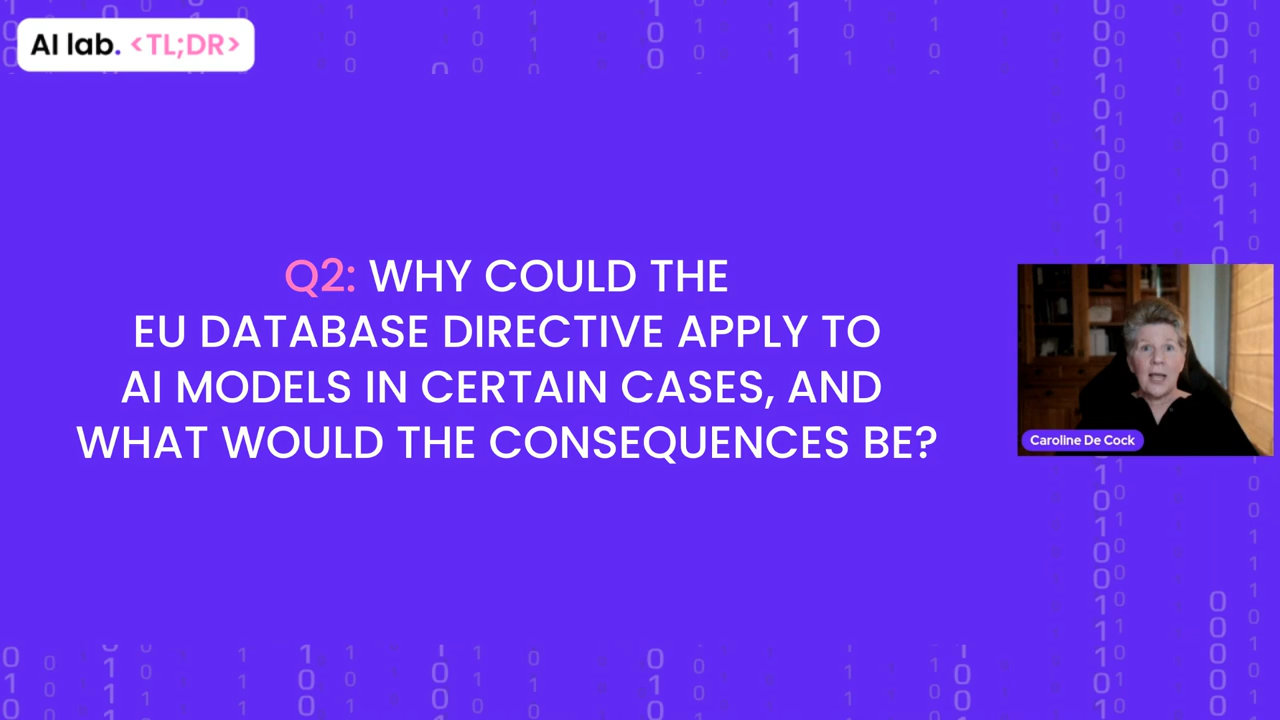 AI lab. <TL;DR>
Q2: WHY COULD THE
EU DATABASE DIRECTIVE APPLY TO
AI MODELS IN CERTAIN CASES, AND
WHAT WOULD THE CONSEQUENCES BE?
Caroline De Cock